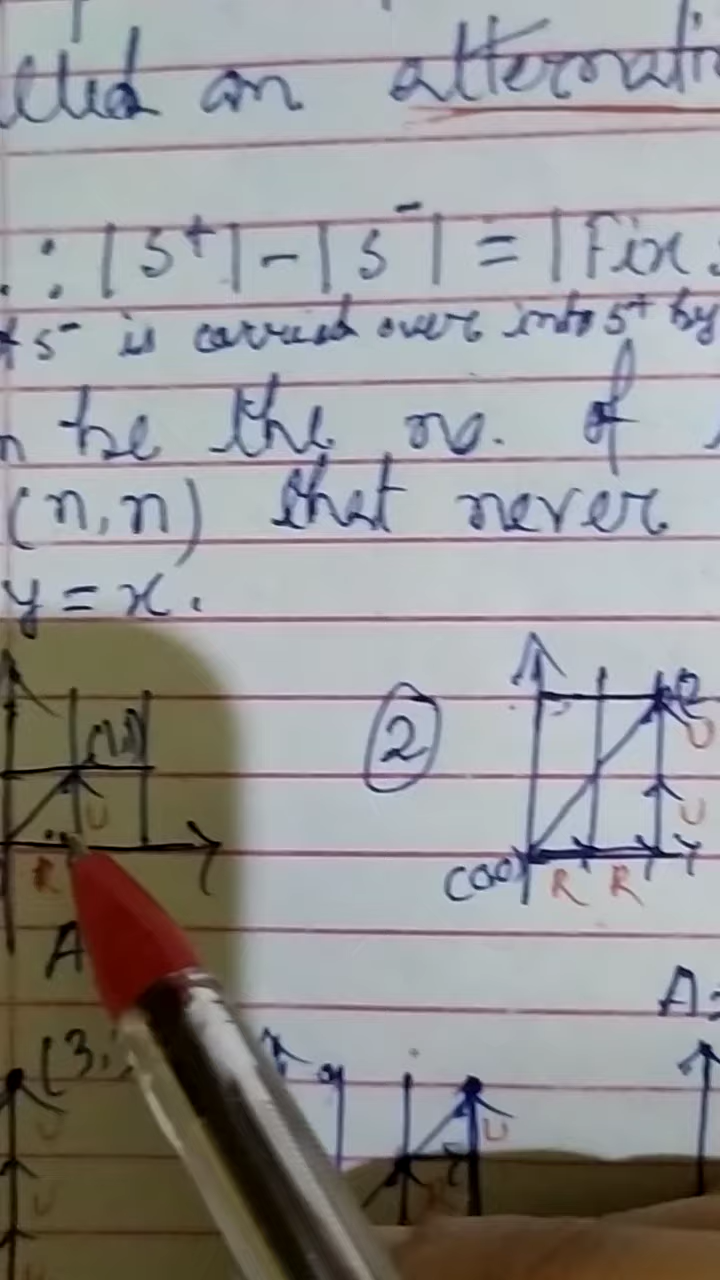 an alternati
∴ |S⁺| - |S⁻| = |Fix
S⁻ is carried over into S⁺ by
be the no. of
(n,n) that never
y = x.
(1,1)
U
R
A
2
U
U
(0,0)
R R
A
(3,
U
U
U